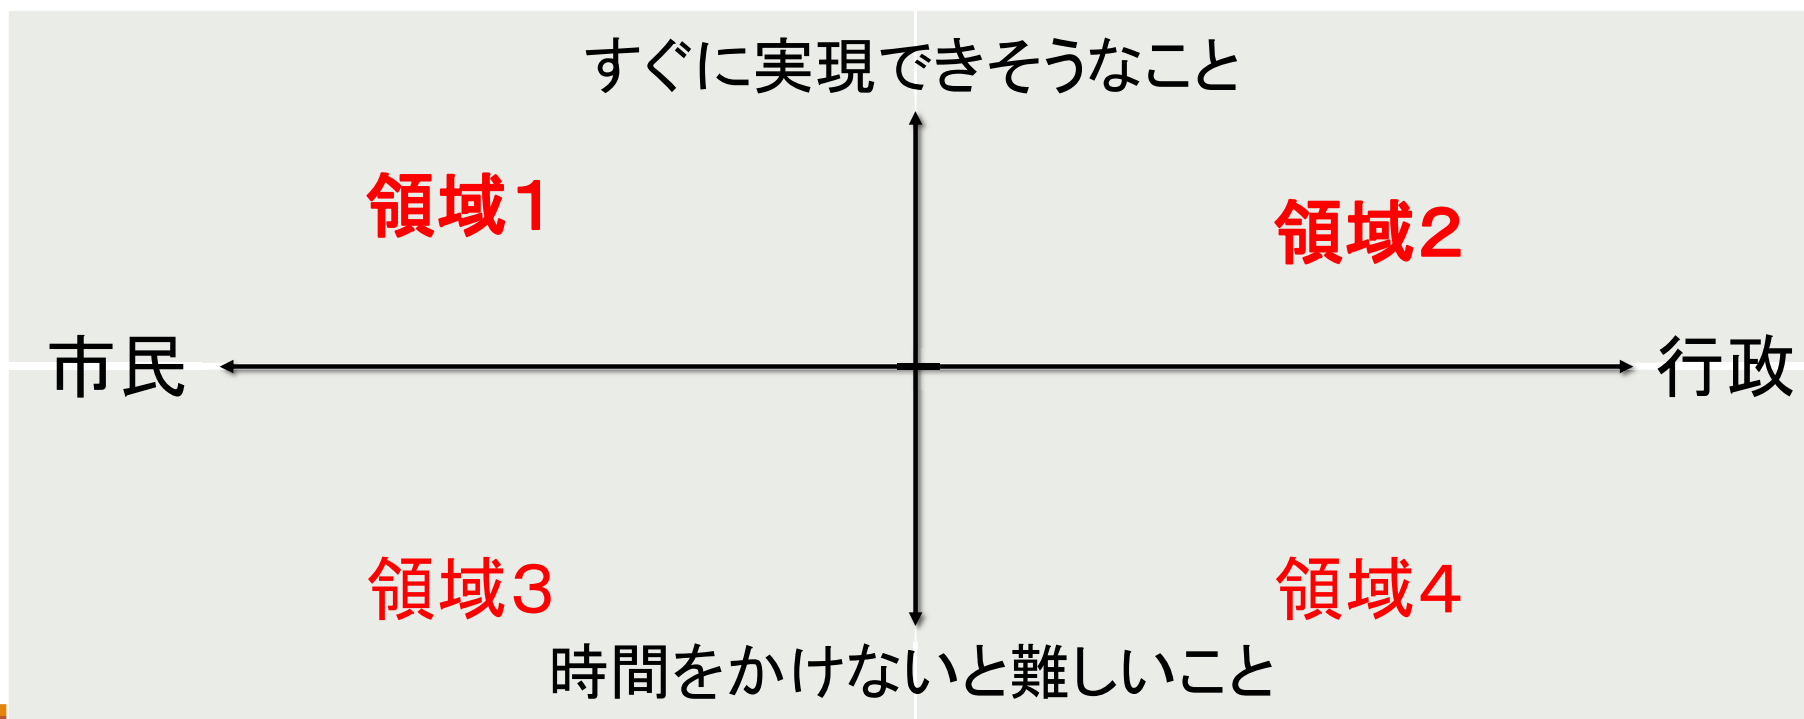 すぐに実現できそうなこと
領域１
領域２
市民
行政
領域３
領域４
時間をかけないと難しいこと